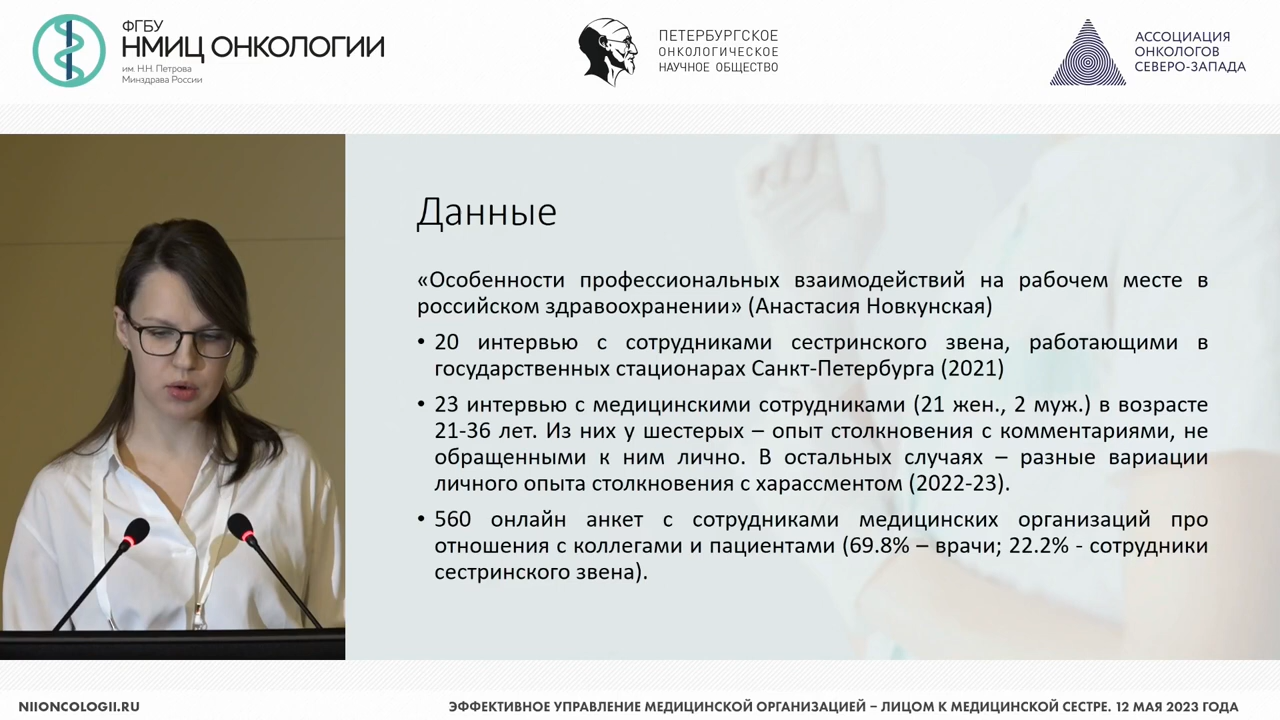 ФГБУ
НМИЦ ОНКОЛОГИИ
им. Н.Н. Петрова
Минздрава России
ПЕТЕРБУРГСКОЕ
ОНКОЛОГИЧЕСКОЕ
НАУЧНОЕ ОБЩЕСТВО
АССОЦИАЦИЯ
ОНКОЛОГОВ
СЕВЕРО-ЗАПАДА
Данные
«Особенности профессиональных взаимодействий на рабочем месте в
российском здравоохранении» (Анастасия Новкунская)
• 20 интервью с сотрудниками сестринского звена, работающими в
государственных стационарах Санкт-Петербурга (2021)
• 23 интервью с медицинскими сотрудниками (21 жен., 2 муж.) в возрасте
21-36 лет. Из них у шестерых – опыт столкновения с комментариями, не
обращенными к ним лично. В остальных случаях – разные вариации
личного опыта столкновения с харассментом (2022-23).
• 560 онлайн анкет с сотрудниками медицинских организаций про
отношения с коллегами и пациентами (69.8% – врачи; 22.2% - сотрудники
сестринского звена).
NIIONCOLOGII.RU
ЭФФЕКТИВНОЕ УПРАВЛЕНИЕ МЕДИЦИНСКОЙ ОРГАНИЗАЦИЕЙ – ЛИЦОМ К МЕДИЦИНСКОЙ СЕСТРЕ. 12 МАЯ 2023 ГОДА